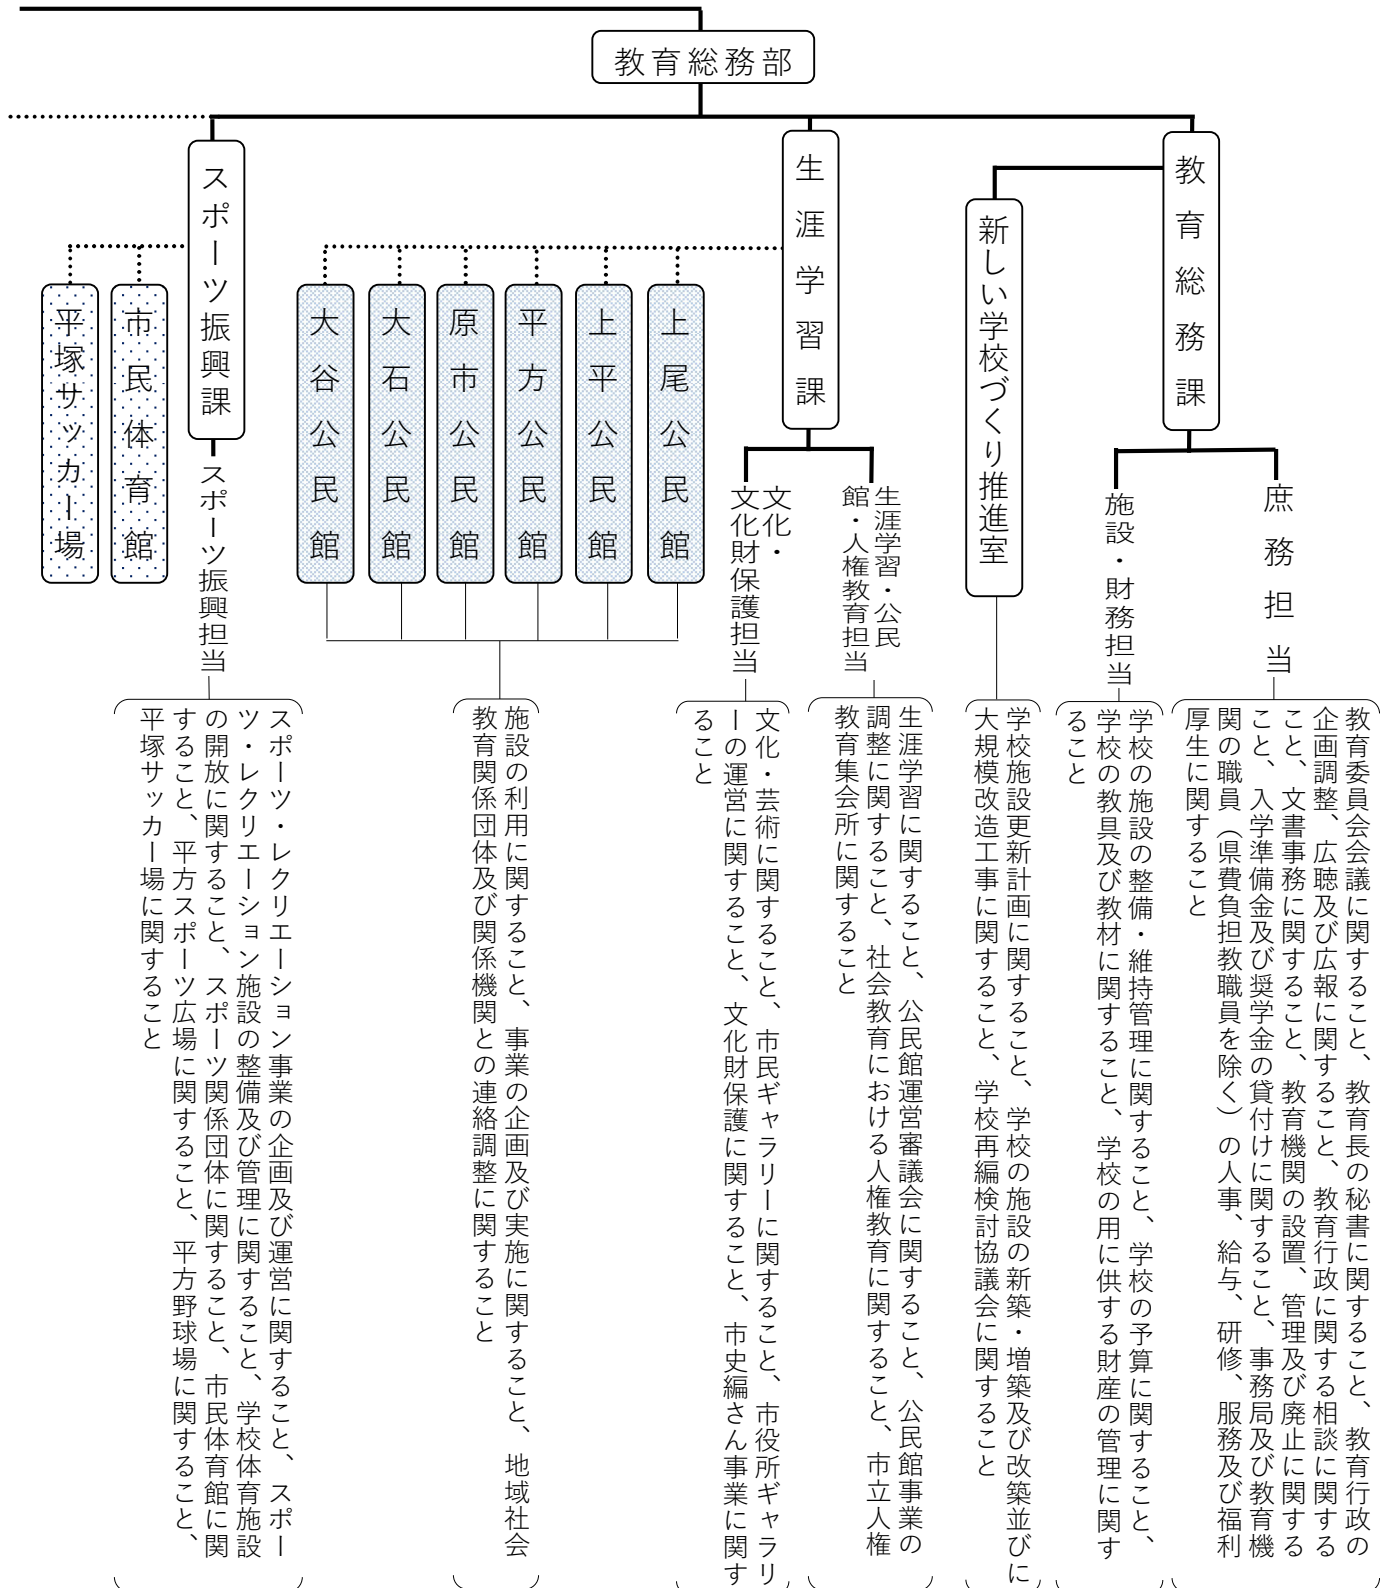 教育総務部
教育総務課
新しい学校づくり推進室
生涯学習課
スポーツ振興課
上尾公民館
上平公民館
平方公民館
原市公民館
大石公民館
大谷公民館
市民体育館
平塚サッカー場
庶務担当
教育委員会会議に関すること、教育長の秘書に関すること、教育行政の
企画調整、広聴及び広報に関すること、教育行政に関する相談に関する
こと、文書事務に関すること、教育機関の設置、管理及び廃止に関する
こと、入学準備金及び奨学金の貸付けに関すること、事務局及び教育機
関の職員（県費負担教職員を除く）の人事、給与、研修、服務及び福利
厚生に関すること
施設・財務担当
学校の施設の整備・維持管理に関すること、学校の予算に関すること、
学校の教具及び教材に関すること、学校の用に供する財産の管理に関す
ること
学校施設更新計画に関すること、学校の施設の新築・増築及び改築並びに
大規模改造工事に関すること、学校再編検討協議会に関すること
生涯学習・公民
館・人権教育担当
生涯学習に関すること、公民館運営審議会に関すること、公民館事業の
調整に関すること、社会教育における人権教育に関すること、市立人権
教育集会所に関すること
文化・
文化財保護担当
文化・芸術に関すること、市民ギャラリーに関すること、市役所ギャラリ
ーの運営に関すること、文化財保護に関すること、市史編さん事業に関す
ること
施設の利用に関すること、事業の企画及び実施に関すること、地域社会
教育関係団体及び関係機関との連絡調整に関すること
スポーツ振興担当
スポーツ・レクリエーション事業の企画及び運営に関すること、スポー
ツ・レクリエーション施設の整備及び管理に関すること、学校体育施設
の開放に関すること、スポーツ関係団体に関すること、市民体育館に関
すること、平方スポーツ広場に関すること、平方野球場に関すること、
平塚サッカー場に関すること